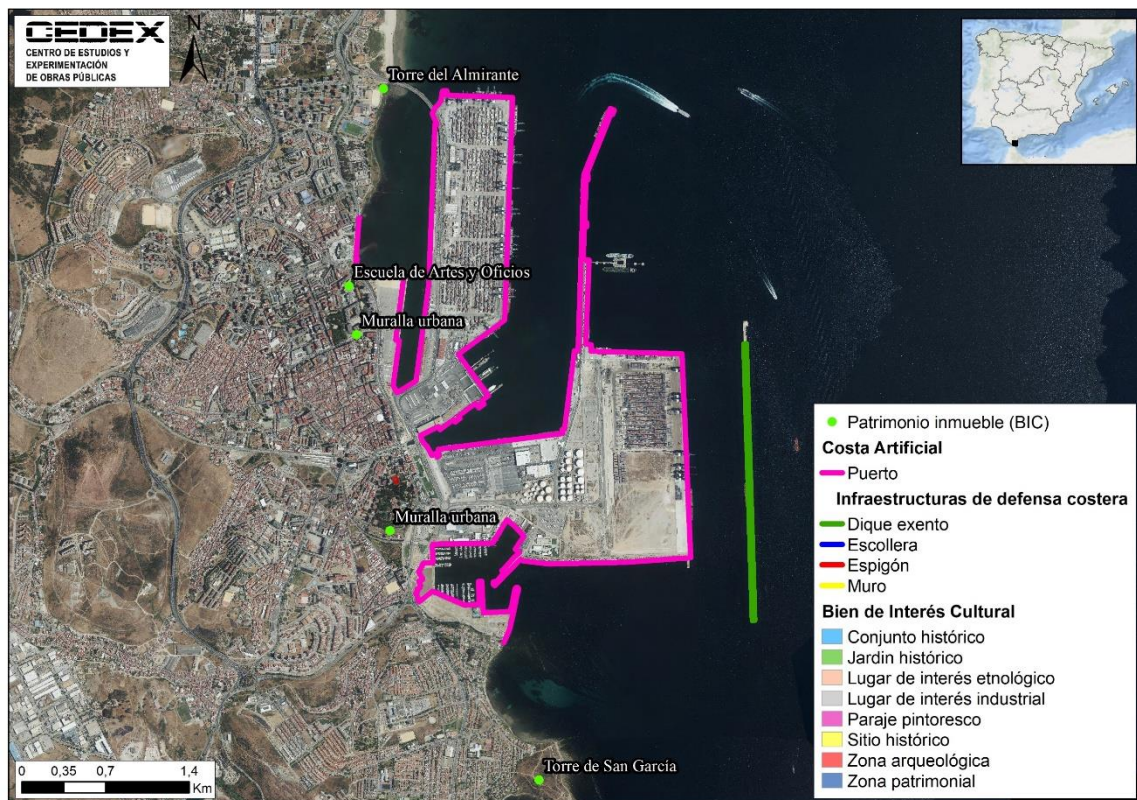 CEDEX
CENTRO DE ESTUDIOS Y
EXPERIMENTACIÓN
DE OBRAS PÚBLICAS
N
Torre del Almirante
Escuela de Artes y Oficios
Muralla urbana
Muralla urbana
Torre de San García
Patrimonio inmueble (BIC)
Costa Artificial
Puerto
Infraestructuras de defensa costera
Dique exento
Escollera
Espigón
Muro
Bien de Interés Cultural
Conjunto histórico
Jardin histórico
Lugar de interés etnológico
Lugar de interés industrial
Paraje pintoresco
Sitio histórico
Zona arqueológica
Zona patrimonial
0 0,35 0,7 1,4
Km